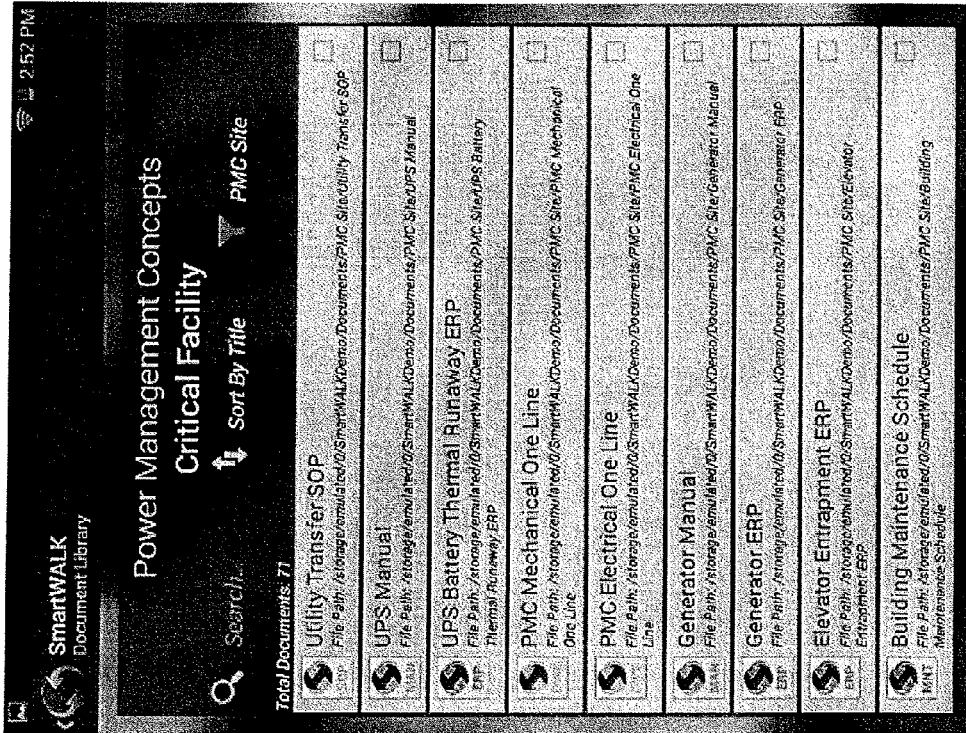 2:52 PM
SmartWALK
Document Library
Power Management Concepts
Critical Facility
Search...
Sort By Title
PMC Site
Total Documents: 71
Utility Transfer SOP
File Path: /storage/emulated/0/SmartWALKDemo/Documents/PMC Site/Utility Transfer SOP
SOP
UPS Manual
File Path: /storage/emulated/0/SmartWALKDemo/Documents/PMC Site/UPS Manual
MAN
UPS Battery Thermal Runaway ERP
File Path: /storage/emulated/0/SmartWALKDemo/Documents/PMC Site/UPS Battery
Thermal Runaway ERP
ERP
PMC Mechanical One Line
File Path: /storage/emulated/0/SmartWALKDemo/Documents/PMC Site/PMC Mechanical
One Line
PMC Electrical One Line
File Path: /storage/emulated/0/SmartWALKDemo/Documents/PMC Site/PMC Electrical One
Line
Generator Manual
File Path: /storage/emulated/0/SmartWALKDemo/Documents/PMC Site/Generator Manual
MAN
Generator ERP
File Path: /storage/emulated/0/SmartWALKDemo/Documents/PMC Site/Generator ERP
ERP
Elevator Entrapment ERP
File Path: /storage/emulated/0/SmartWALKDemo/Documents/PMC Site/Elevator
Entrapment ERP
ERP
Building Maintenance Schedule
File Path: /storage/emulated/0/SmartWALKDemo/Documents/PMC Site/Building
Maintenance Schedule
MNT